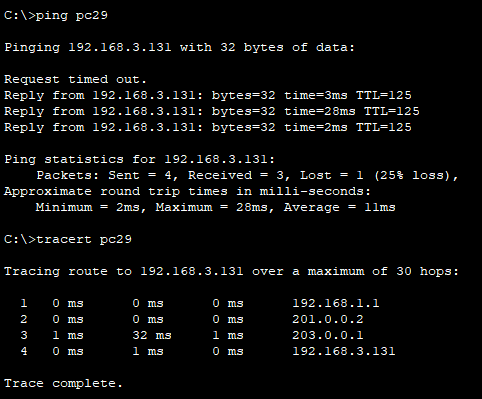 C:\>ping pc29
Pinging 192.168.3.131 with 32 bytes of data:
Request timed out.
Reply from 192.168.3.131: bytes=32 time=3ms TTL=125
Reply from 192.168.3.131: bytes=32 time=28ms TTL=125
Reply from 192.168.3.131: bytes=32 time=2ms TTL=125
Ping statistics for 192.168.3.131:
    Packets: Sent = 4, Received = 3, Lost = 1 (25% loss),
Approximate round trip times in milli-seconds:
    Minimum = 2ms, Maximum = 28ms, Average = 11ms
C:\>tracert pc29
Tracing route to 192.168.3.131 over a maximum of 30 hops:
  1   0 ms      0 ms      0 ms      192.168.1.1
  2   0 ms      0 ms      0 ms      201.0.0.2
  3   1 ms      32 ms     1 ms      203.0.0.1
  4   0 ms      1 ms      0 ms      192.168.3.131
Trace complete.